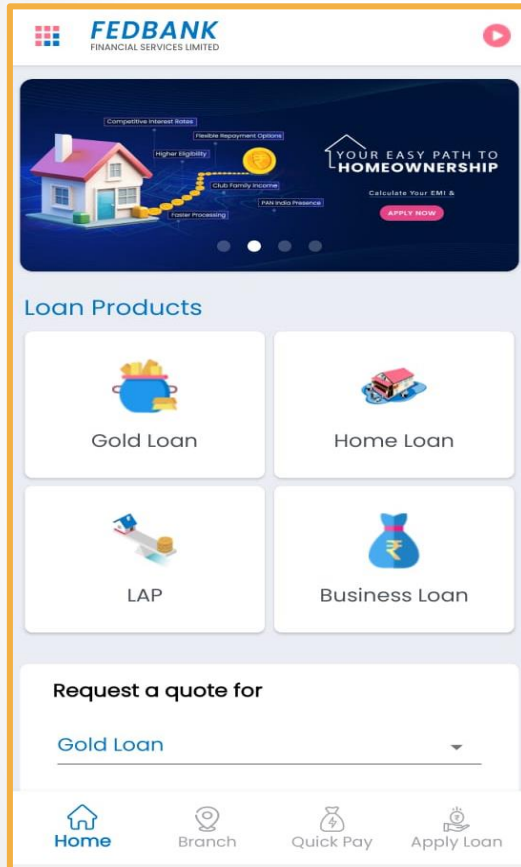 FEDBANK
FINANCIAL SERVICES LIMITED
Competitive Interest Rates
Flexible Repayment Options
Higher Eligibility
Club Family Income
PAN India Presence
Faster Processing
YOUR EASY PATH TO
HOMEOWNERSHIP
Calculate Your EMI &
APPLY NOW
Loan Products
Gold Loan
Home Loan
LAP
Business Loan
Request a quote for
Gold Loan
Home
Branch
Quick Pay
Apply Loan